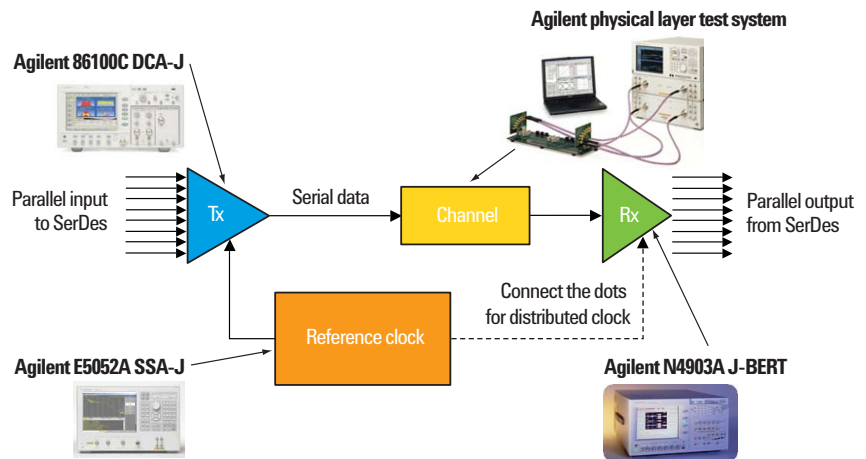 Agilent physical layer test system
Agilent 86100C DCA-J
Parallel input
to SerDes
Tx
Serial data
Channel
Rx
Parallel output
from SerDes
Connect the dots
for distributed clock
Reference clock
Agilent E5052A SSA-J
Agilent N4903A J-BERT